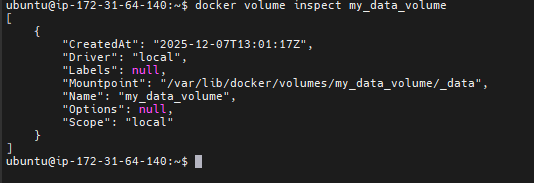 ubuntu@ip-172-31-64-140:~$ docker volume inspect my_data_volume
[
    {
        "CreatedAt": "2025-12-07T13:01:17Z",
        "Driver": "local",
        "Labels": null,
        "Mountpoint": "/var/lib/docker/volumes/my_data_volume/_data",
        "Name": "my_data_volume",
        "Options": null,
        "Scope": "local"
    }
]
ubuntu@ip-172-31-64-140:~$